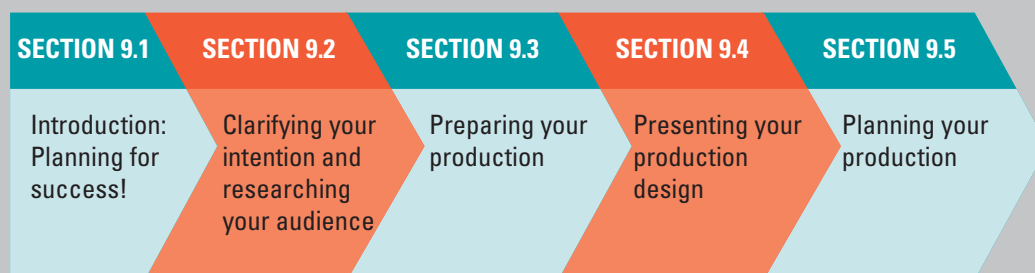 SECTION 9.1
Introduction:
Planning for
success!
SECTION 9.2
Clarifying your
intention and
researching
your audience
SECTION 9.3
Preparing your
production
SECTION 9.4
Presenting your
production
design
SECTION 9.5
Planning your
production